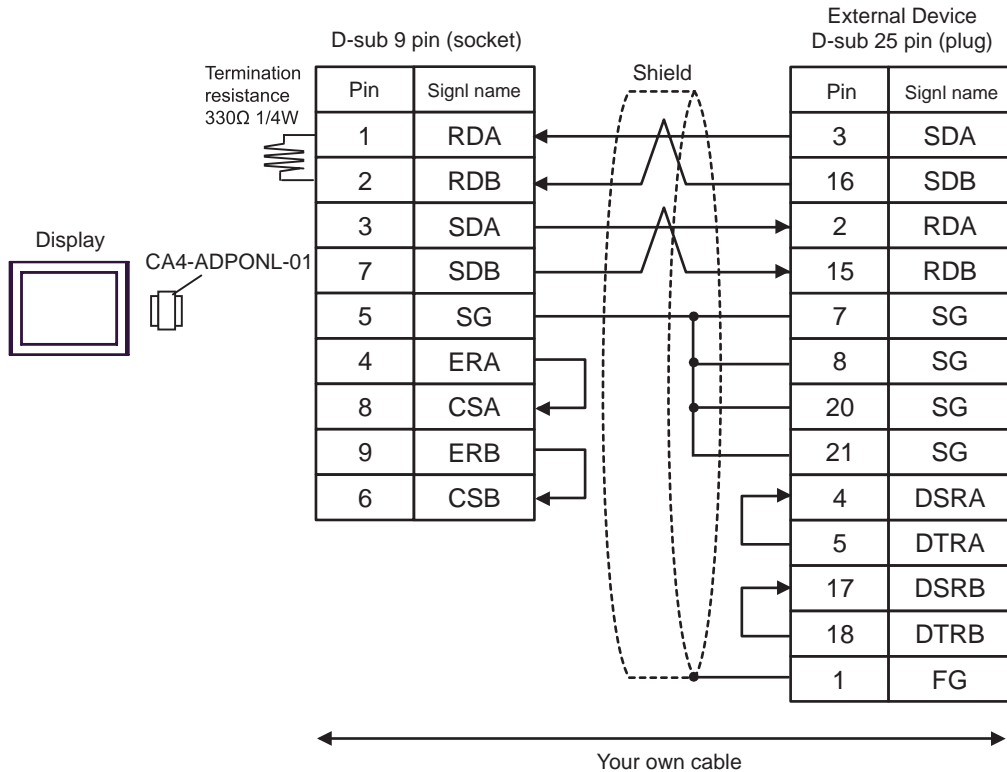 External Device
D-sub 9 pin (socket)
D-sub 25 pin (plug)
Termination
resistance
330Ω 1/4W
Shield
Pin Signl name
Pin Signl name
1 RDA
3 SDA
2 RDB
16 SDB
3 SDA
2 RDA
7 SDB
15 RDB
5 SG
7 SG
4 ERA
8 SG
8 CSA
20 SG
9 ERB
21 SG
6 CSB
4 DSRA
5 DTRA
17 DSRB
18 DTRB
1 FG
Display
CA4-ADPONL-01
Your own cable